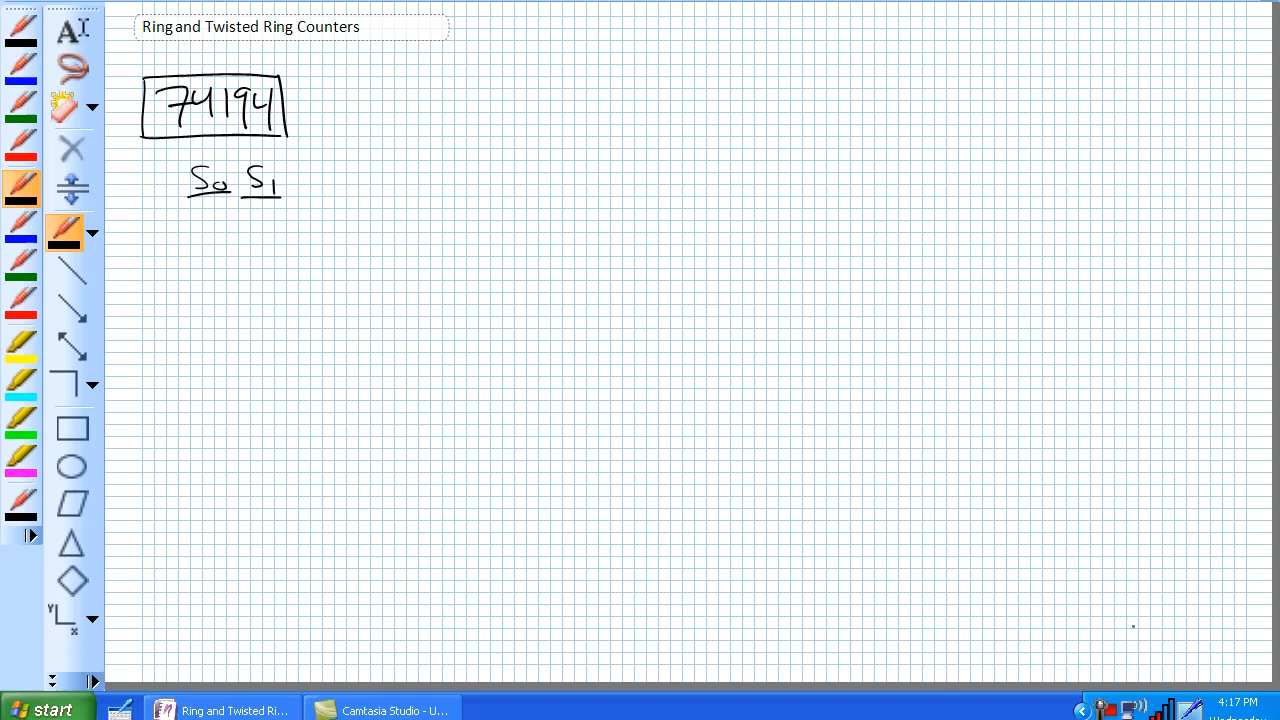 Ring and Twisted Ring Counters
74194
S0 S1
A
Y
x
start
Ring and Twisted Ri...
Camtasia Studio - U...
4:17 PM